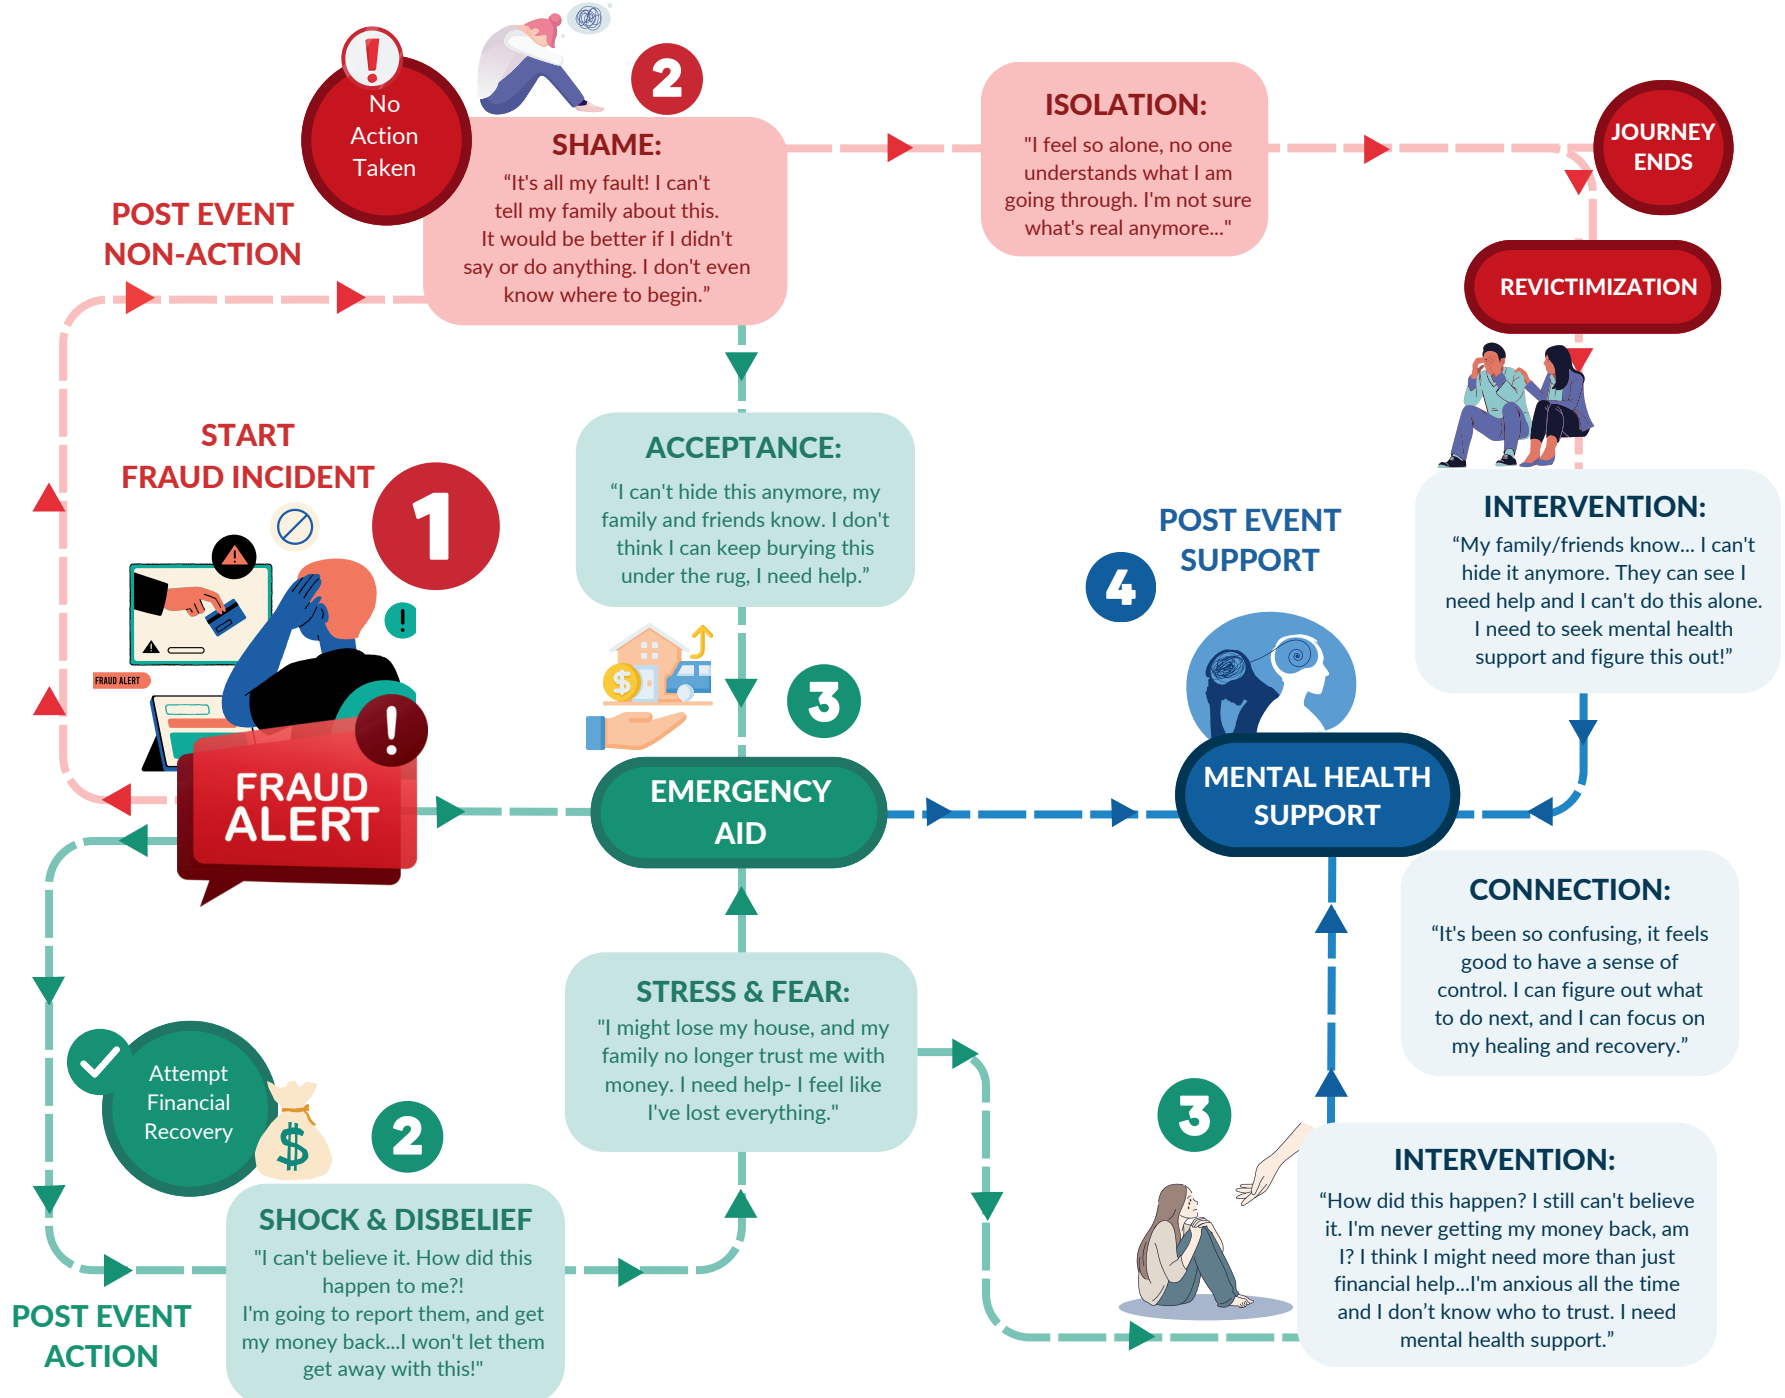 No
Action
Taken
2
SHAME:
“It's all my fault! I can't
tell my family about this.
It would be better if I didn't
say or do anything. I don't even
know where to begin.”
ISOLATION:
"I feel so alone, no one
understands what I am
going through. I'm not sure
what's real anymore..."
JOURNEY
ENDS
REVICTIMIZATION
POST EVENT
NON-ACTION
START
FRAUD INCIDENT
1
FRAUD ALERT
FRAUD
ALERT
ACCEPTANCE:
“I can't hide this anymore, my
family and friends know. I don't
think I can keep burying this
under the rug, I need help.”
3
EMERGENCY
AID
POST EVENT
SUPPORT
4
MENTAL HEALTH
SUPPORT
INTERVENTION:
“My family/friends know... I can't
hide it anymore. They can see I
need help and I can't do this alone.
I need to seek mental health
support and figure this out!”
CONNECTION:
“It's been so confusing, it feels
good to have a sense of
control. I can figure out what
to do next, and I can focus on
my healing and recovery.”
STRESS & FEAR:
"I might lose my house, and my
family no longer trust me with
money. I need help- I feel like
I've lost everything."
Attempt
Financial
Recovery
$
$
2
SHOCK & DISBELIEF
"I can't believe it. How did this
happen to me?!
I'm going to report them, and get
my money back...I won't let them
get away with this!"
POST EVENT
ACTION
3
INTERVENTION:
“How did this happen? I still can't believe
it. I'm never getting my money back, am
I? I think I might need more than just
financial help...I'm anxious all the time
and I don’t know who to trust. I need
mental health support.”